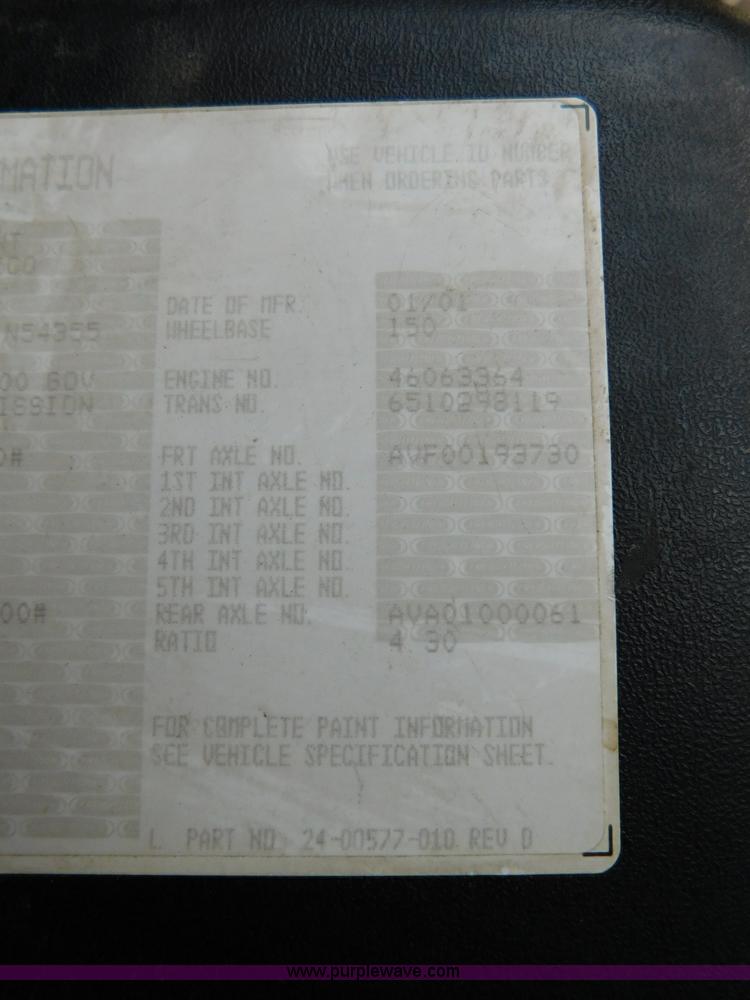 MATION
USE VEHICLE ID NUMBER
WHEN ORDERING PARTS
DATE OF MFR. 01/01
N54355 WHEELBASE 150
ENGINE NO. 46063364
ISSION TRANS NO. 6510298119
0# FRT AXLE NO. AVF00193730
1ST INT AXLE NO.
2ND INT AXLE NO.
3RD INT AXLE NO.
4TH INT AXLE NO.
5TH INT AXLE NO.
00# REAR AXLE NO. AVA01000061
RATIO 4.30
FOR COMPLETE PAINT INFORMATION
SEE VEHICLE SPECIFICATION SHEET.
PART NO. 24-00577-010 REV D
www.purplewave.com